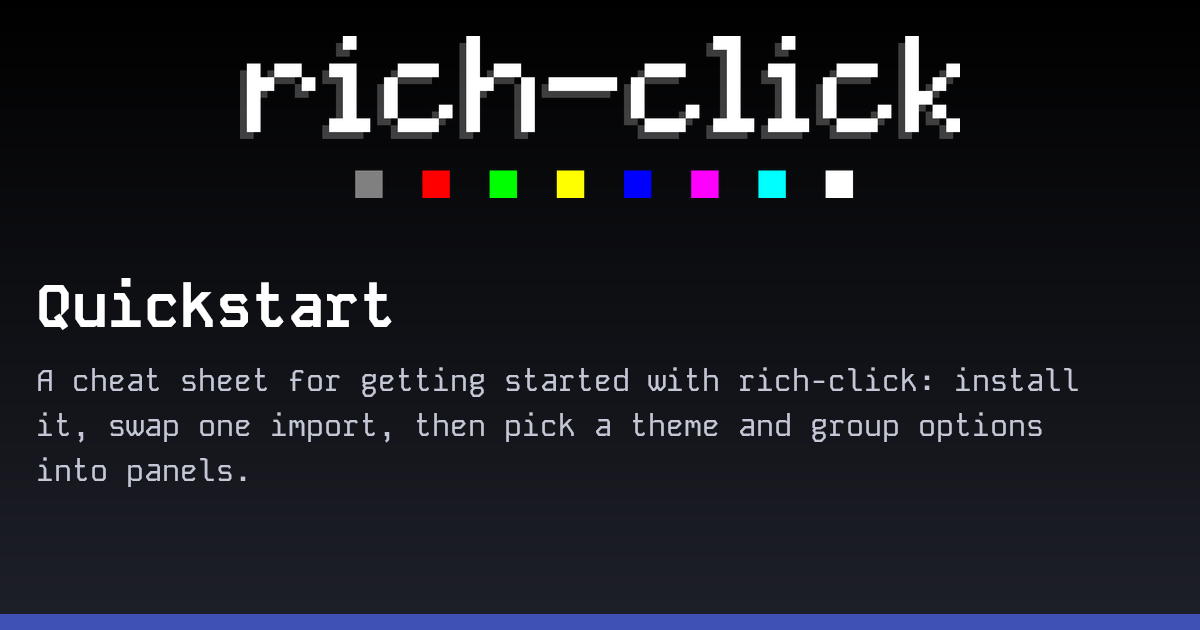 rich-click
Quickstart
A cheat sheet for getting started with rich-click: install
it, swap one import, then pick a theme and group options
into panels.